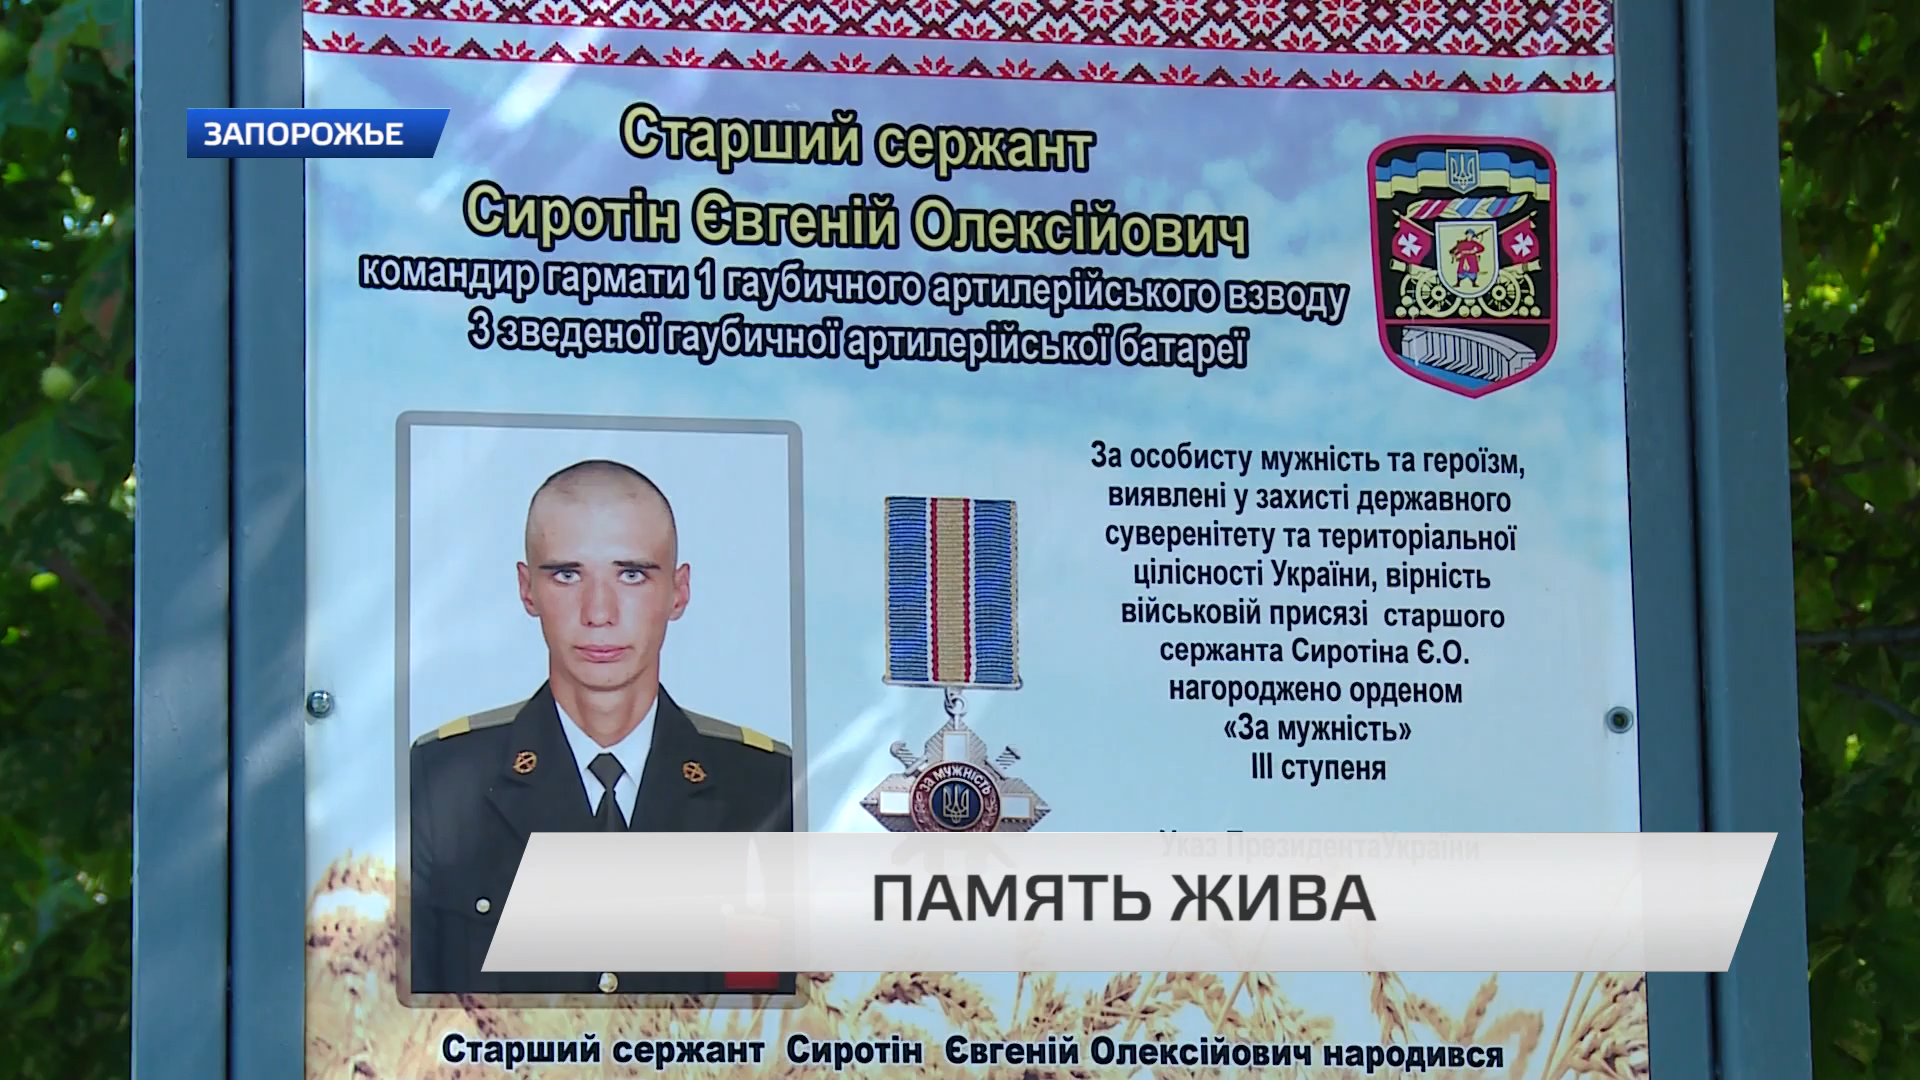 ЗАПОРОЖЬЕ
Старший сержант
Сиротін Євгеній Олексійович
командир гармати 1 гаубичного артилерійського взводу
3 зведеної гаубичної артилерійської батареї
За особисту мужність та героїзм,
виявлені у захисті державного
суверенітету та територіальної
цілісності України, вірність
військовій присязі старшого
сержанта Сиротіна Є.О.
нагороджено орденом
«За мужність»
III ступеня
ЗА МУЖНІСТЬ
Указ ПрезидентаУкраїни
ПАМЯТЬ ЖИВА
Старший сержант Сиротін Євгеній Олексійович народився